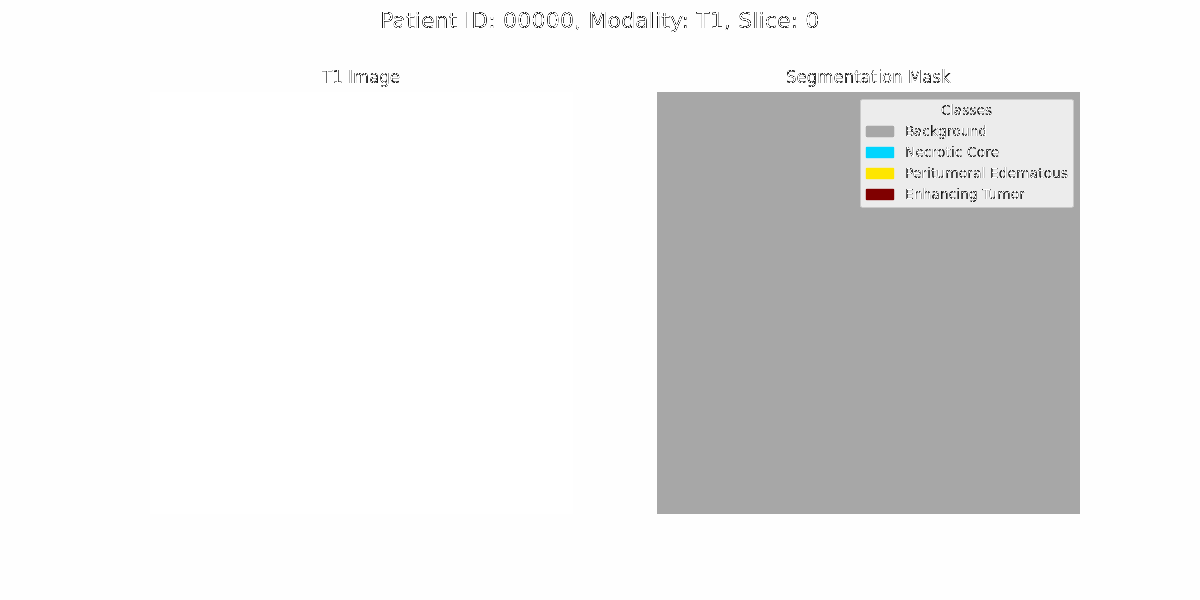 Patient ID: 00000, Modality: T1, Slice: 0
T1 Image
Segmentation Mask
Classes
Background
Necrotic Core
Peritumoral Edematous
Enhancing Tumor